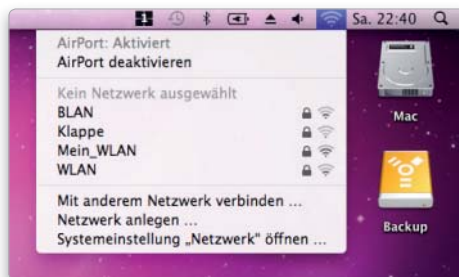 1 Sa. 22:40
AirPort: Aktiviert
AirPort deaktivieren
Kein Netzwerk ausgewählt
BLAN
Klappe
Mein_WLAN
WLAN
Mit anderem Netzwerk verbinden ...
Netzwerk anlegen ...
Systemeinstellung „Netzwerk“ öffnen ...
Mac
Backup